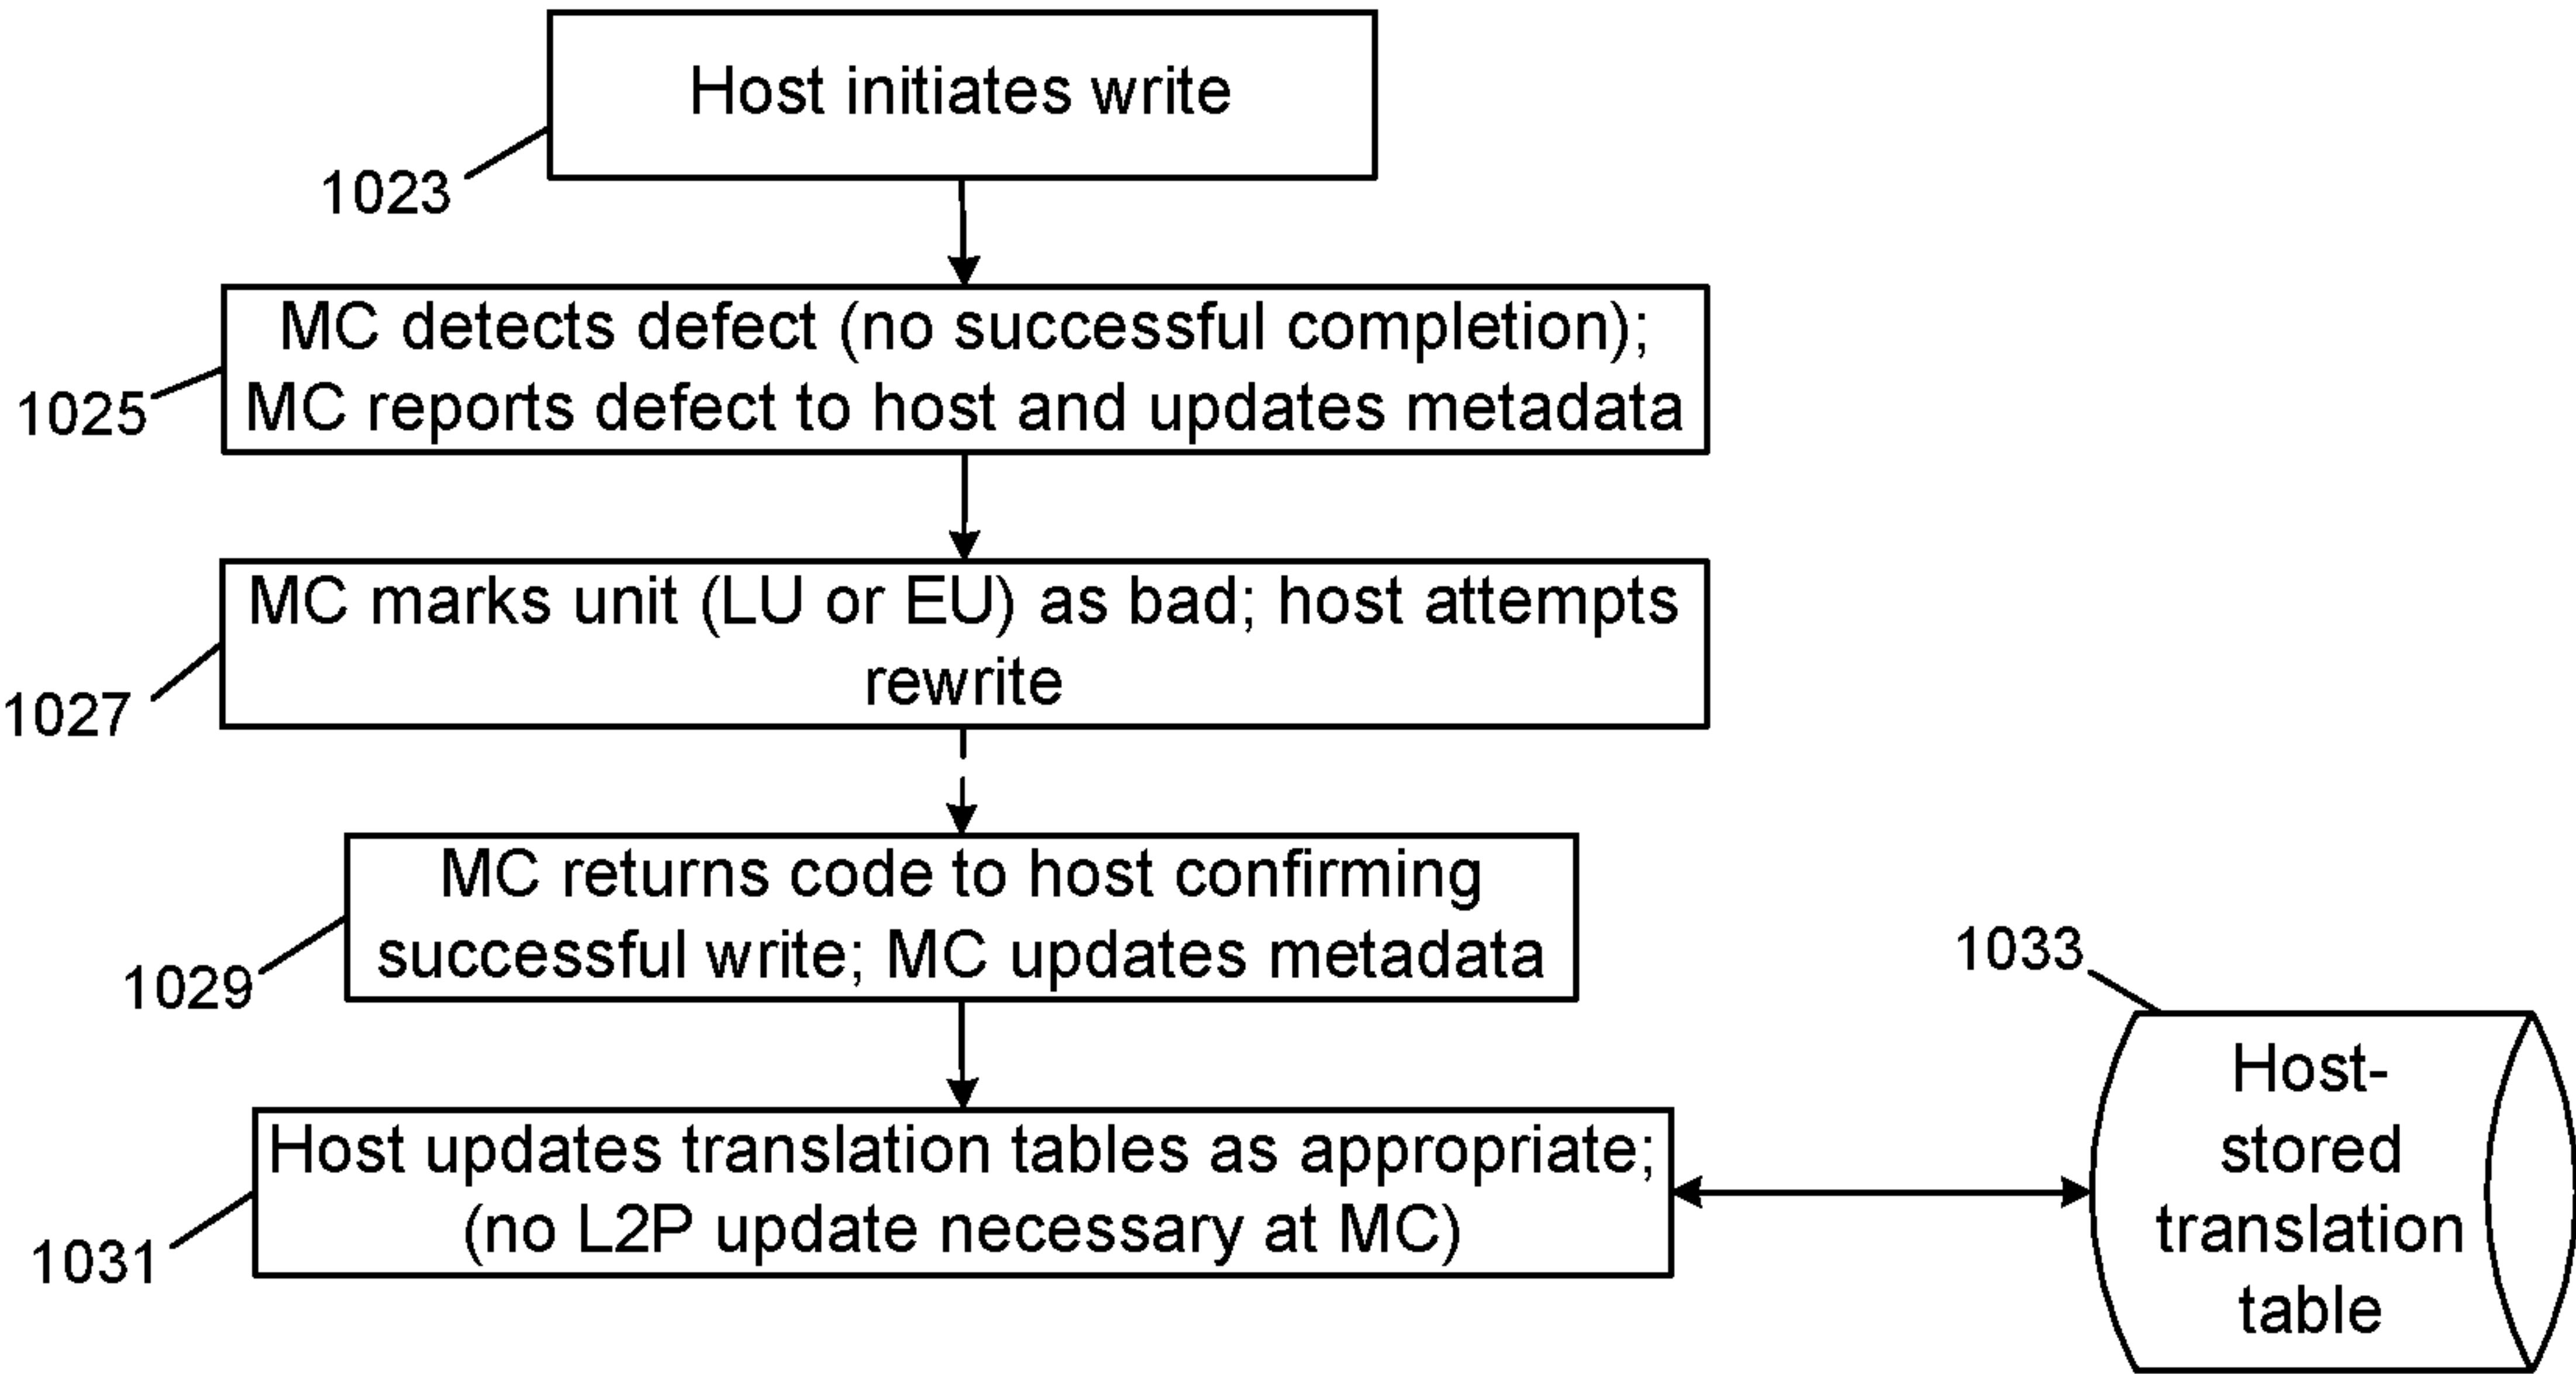 Host initiates write
1023
MC detects defect (no successful completion);
MC reports defect to host and updates metadata
1025
MC marks unit (LU or EU) as bad; host attempts
rewrite
1027
MC returns code to host confirming
successful write; MC updates metadata
1029
Host updates translation tables as appropriate;
(no L2P update necessary at MC)
1031
1033
Host-
stored
translation
table